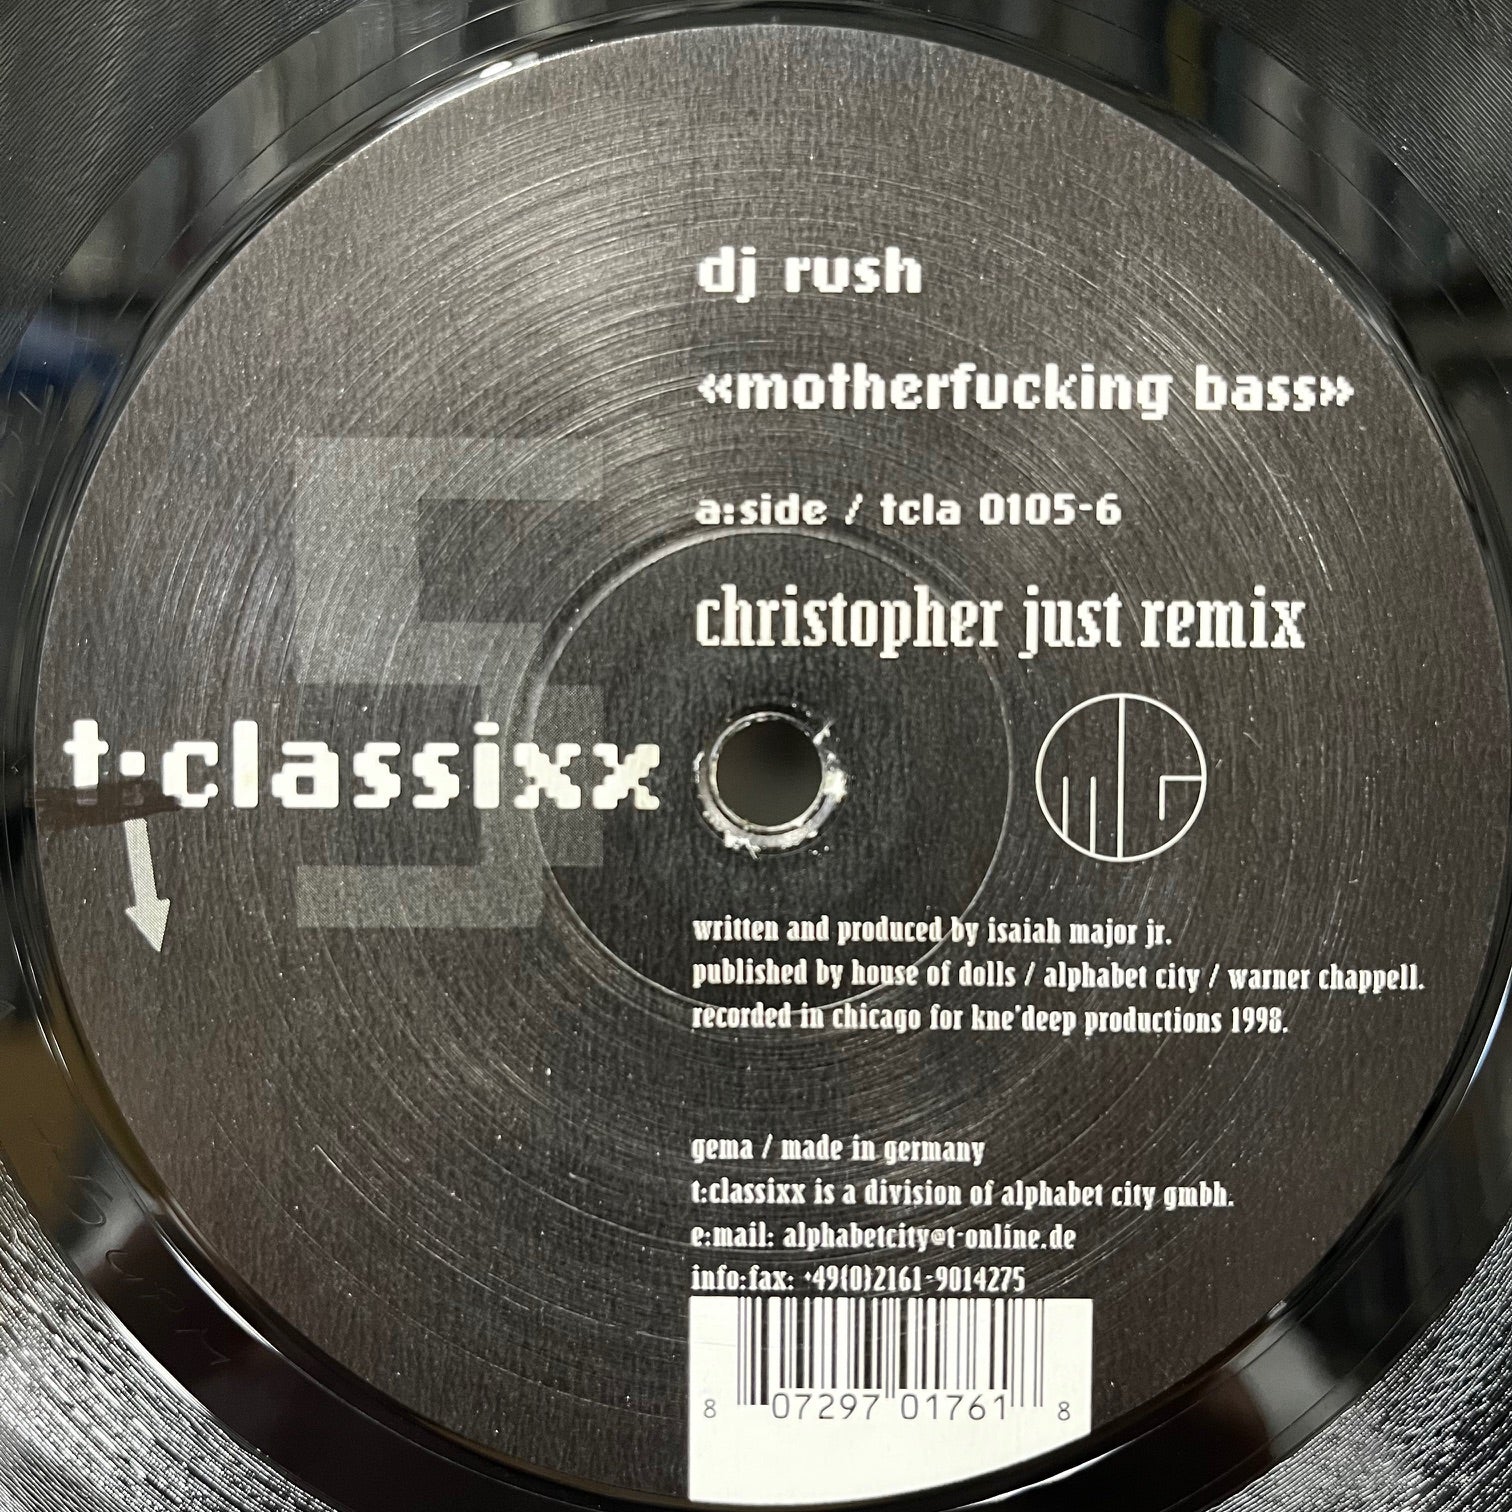 dj rush
«motherfucking bass»
a:side / tcla 0105-6
christopher just remix
t:classixx
written and produced by isaiah major jr.
published by house of dolls / alphabet city / warner chappell.
recorded in chicago for kne'deep productions 1998.
gema / made in germany
t:classixx is a division of alphabet city gmbh.
e:mail: alphabetcity@t-online.de
info:fax: +49(0)2161-9014275
8 07297 01761 8